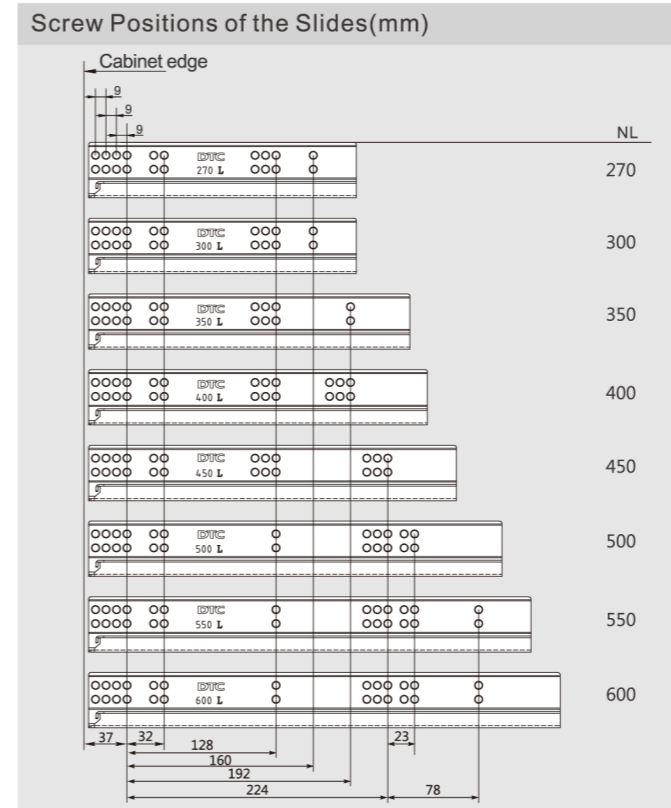 Screw Positions of the Slides(mm)
Cabinet edge
9
9
9
NL
DTC
270 L
270
DTC
300 L
300
DTC
350 L
350
DTC
400 L
400
DTC
450 L
450
DTC
500 L
500
DTC
550 L
550
DTC
600 L
600
37
32
128
23
160
192
224
78